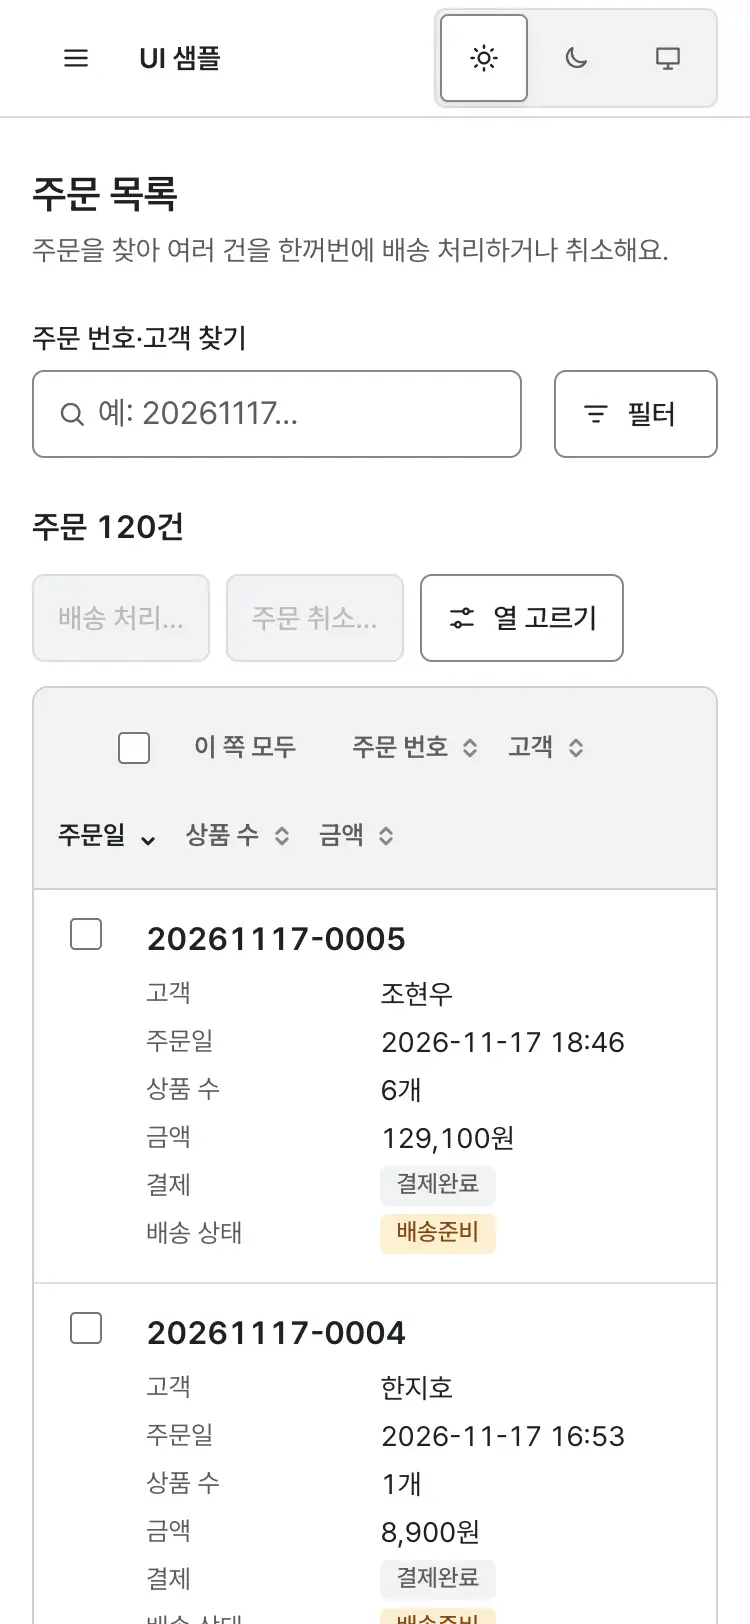 UI 샘플
주문 목록
주문을 찾아 여러 건을 한꺼번에 배송 처리하거나 취소해요.
주문 번호·고객 찾기
예: 20261117...
필터
주문 120건
배송 처리...
주문 취소...
열 고르기
이 쪽 모두 주문 번호 고객
주문일 상품 수 금액
20261117-0005
고객 조현우
주문일 2026-11-17 18:46
상품 수 6개
금액 129,100원
결제 결제완료
배송 상태 배송준비
20261117-0004
고객 한지호
주문일 2026-11-17 16:53
상품 수 1개
금액 8,900원
결제 결제완료
배송 상태 배송준비